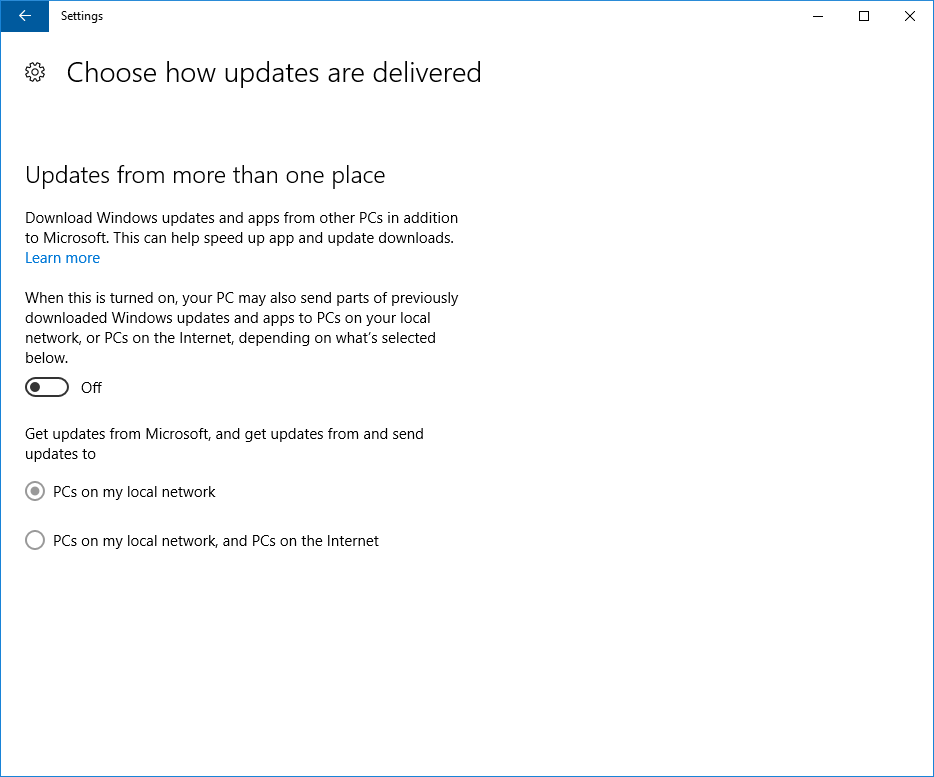 Settings
Choose how updates are delivered
Updates from more than one place
Download Windows updates and apps from other PCs in addition
to Microsoft. This can help speed up app and update downloads.
Learn more
When this is turned on, your PC may also send parts of previously
downloaded Windows updates and apps to PCs on your local
network, or PCs on the Internet, depending on what's selected
below.
Off
Get updates from Microsoft, and get updates from and send
updates to
PCs on my local network
PCs on my local network, and PCs on the Internet